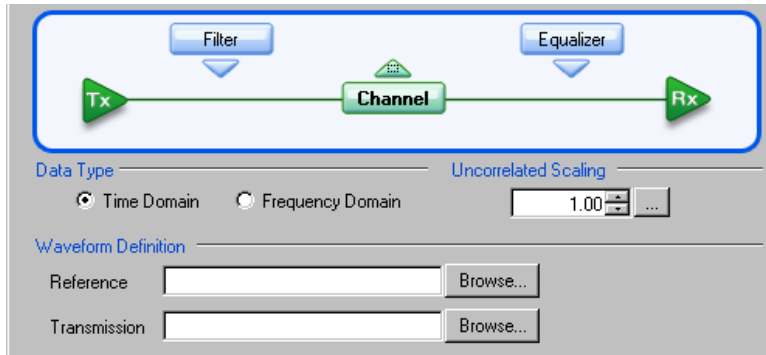 Filter Equalizer
Tx Channel Rx
Data Type Uncorrelated Scaling
Time Domain Frequency Domain 1.00 ...
Waveform Definition
Reference Browse...
Transmission Browse...